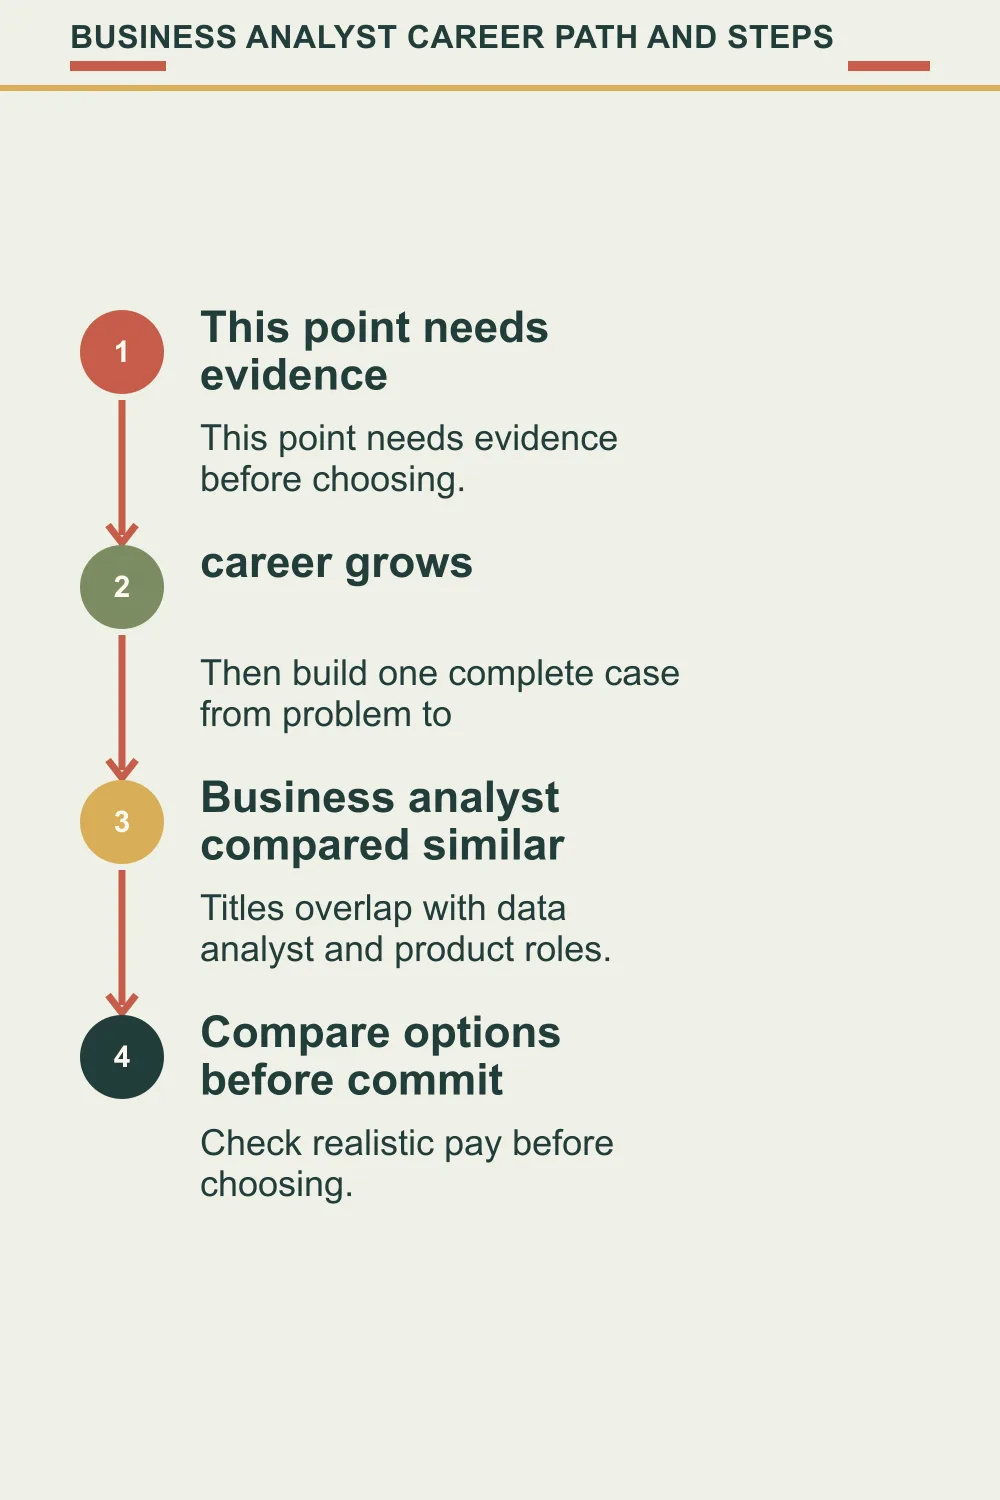 BUSINESS ANALYST CAREER PATH AND STEPS
1
This point needs
evidence
This point needs evidence
before choosing.
2
career grows
Then build one complete case
from problem to
3
Business analyst
compared similar
Titles overlap with data
analyst and product roles.
4
Compare options
before commit
Check realistic pay before
choosing.